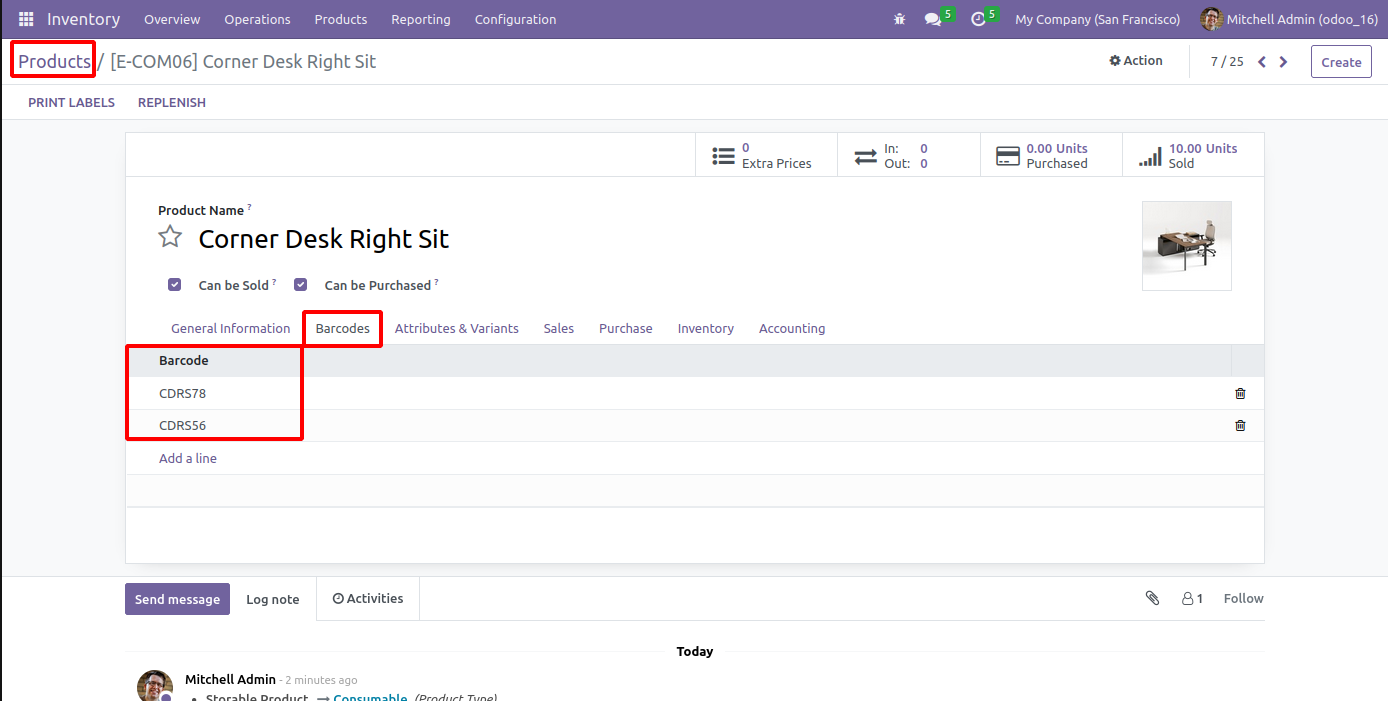 Inventory Overview Operations Products Reporting Configuration 5 5 My Company (San Francisco) Mitchell Admin (odoo_16)
Products / [E-COM06] Corner Desk Right Sit Action 7 / 25 Create
PRINT LABELS REPLENISH
0 Extra Prices
In: 0
Out: 0
0.00 Units Purchased
10.00 Units Sold
Product Name ?
Corner Desk Right Sit
Can be Sold ? Can be Purchased ?
General Information Barcodes Attributes & Variants Sales Purchase Inventory Accounting
Barcode
CDRS78
CDRS56
Add a line
Send message Log note Activities 1 Follow
Today
Mitchell Admin - 2 minutes ago
• Storable Product → Consumable (Product Type)